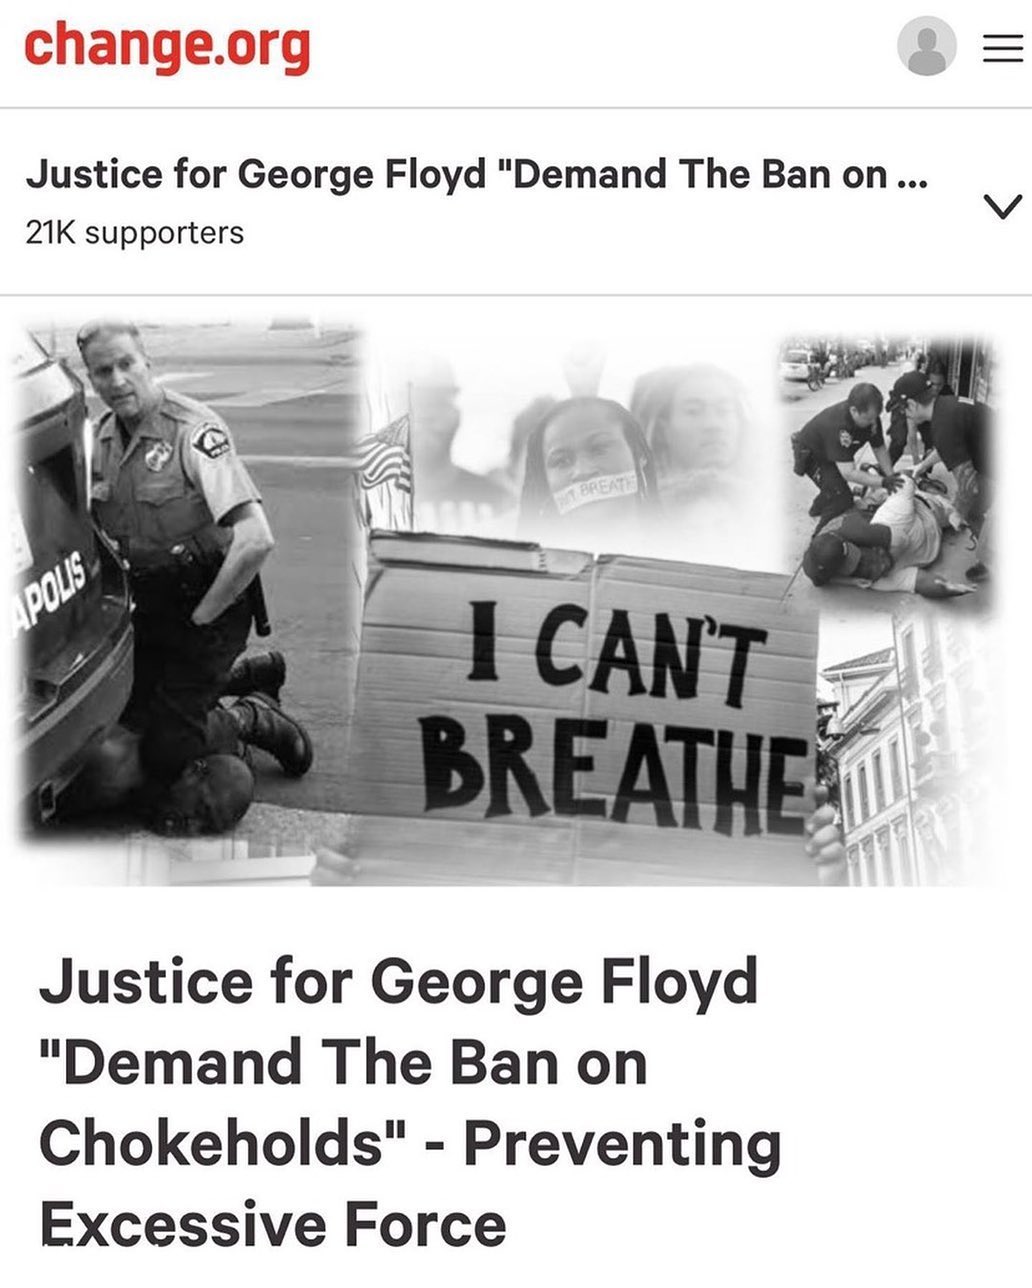 change.org
Justice for George Floyd "Demand The Ban on ...
21K supporters
APOLIS
BREATHE
I CAN'T
BREATHE
Justice for George Floyd
"Demand The Ban on
Chokeholds" - Preventing
Excessive Force